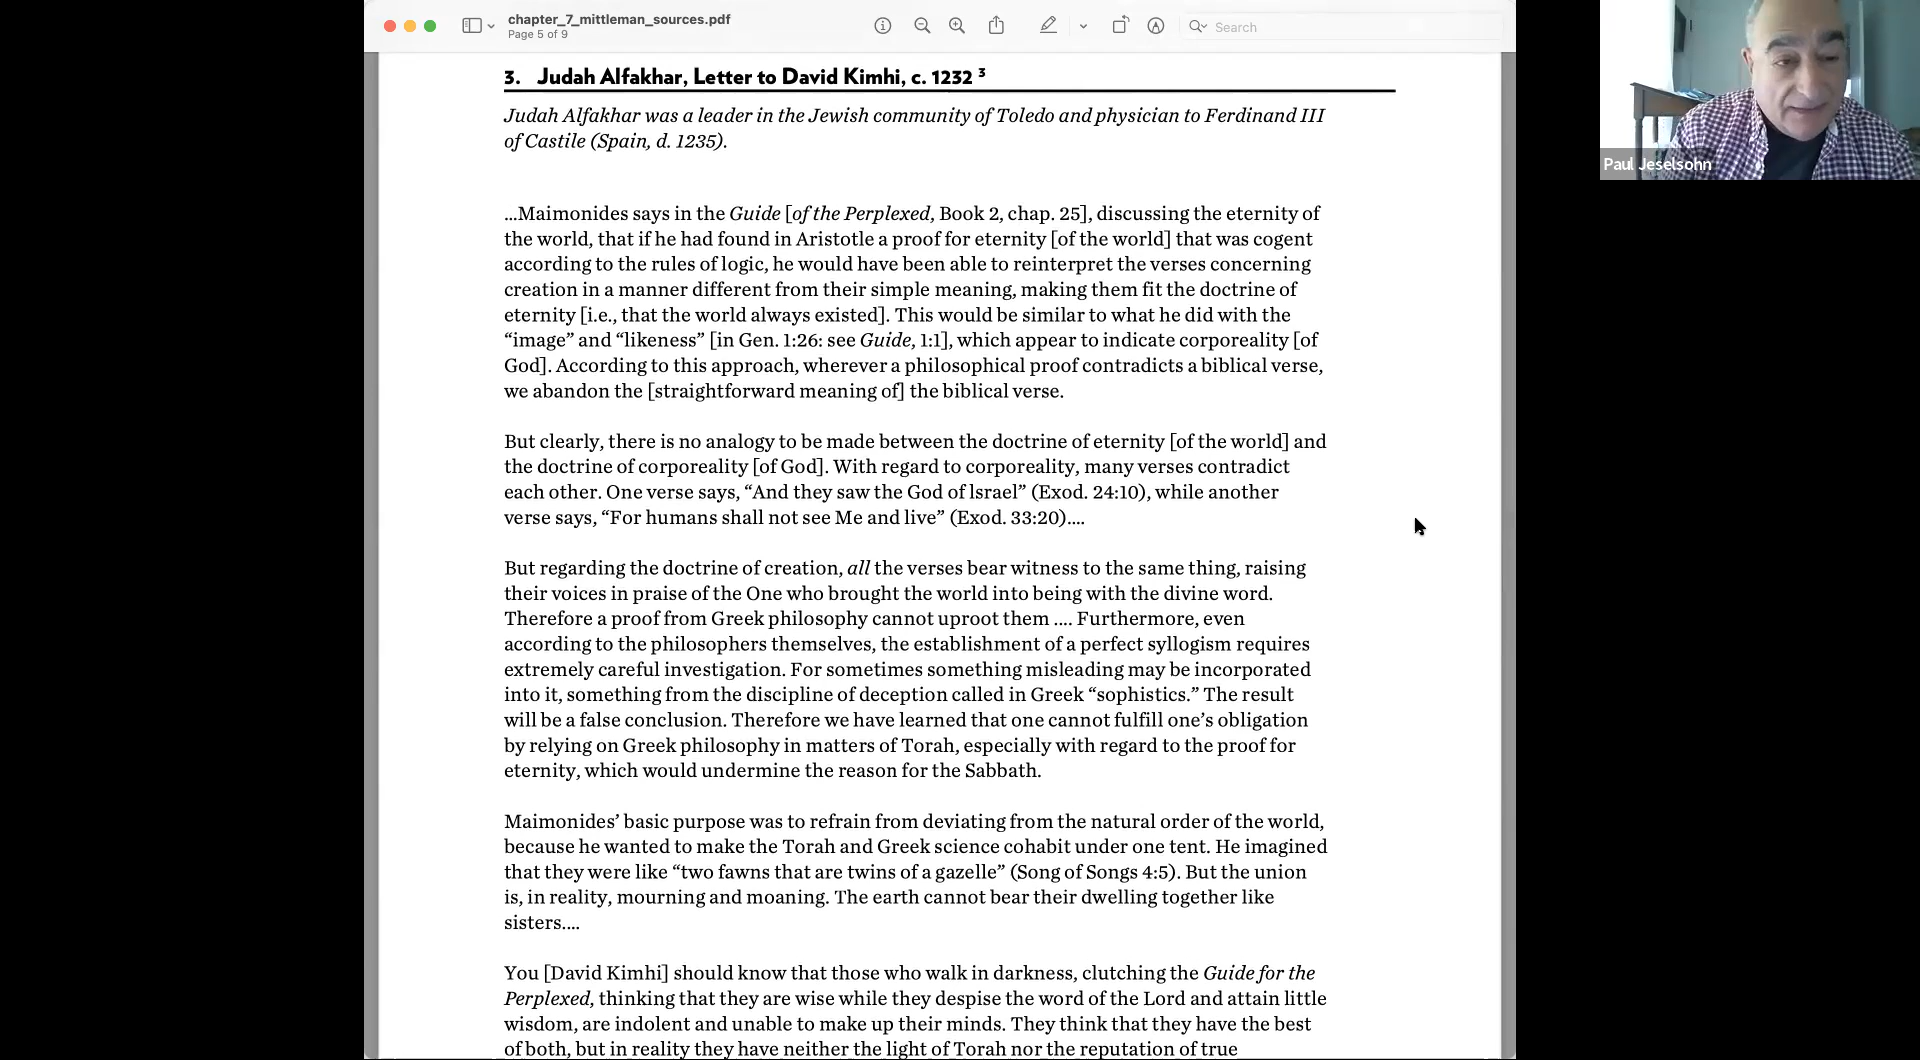 chapter_7_mittleman_sources.pdf
Page 5 of 9
Search
3. Judah Alfakhar, Letter to David Kimhi, c. 1232 3
Judah Alfakhar was a leader in the Jewish community of Toledo and physician to Ferdinand III
of Castile (Spain, d. 1235).
...Maimonides says in the Guide [of the Perplexed, Book 2, chap. 25], discussing the eternity of
the world, that if he had found in Aristotle a proof for eternity [of the world] that was cogent
according to the rules of logic, he would have been able to reinterpret the verses concerning
creation in a manner different from their simple meaning, making them fit the doctrine of
eternity [i.e., that the world always existed]. This would be similar to what he did with the
“image” and “likeness” [in Gen. 1:26: see Guide, 1:1], which appear to indicate corporeality [of
God]. According to this approach, wherever a philosophical proof contradicts a biblical verse,
we abandon the [straightforward meaning of] the biblical verse.
But clearly, there is no analogy to be made between the doctrine of eternity [of the world] and
the doctrine of corporeality [of God]. With regard to corporeality, many verses contradict
each other. One verse says, “And they saw the God of lsrael” (Exod. 24:10), while another
verse says, “For humans shall not see Me and live” (Exod. 33:20)....
But regarding the doctrine of creation, all the verses bear witness to the same thing, raising
their voices in praise of the One who brought the world into being with the divine word.
Therefore a proof from Greek philosophy cannot uproot them .... Furthermore, even
according to the philosophers themselves, the establishment of a perfect syllogism requires
extremely careful investigation. For sometimes something misleading may be incorporated
into it, something from the discipline of deception called in Greek “sophistics.” The result
will be a false conclusion. Therefore we have learned that one cannot fulfill one’s obligation
by relying on Greek philosophy in matters of Torah, especially with regard to the proof for
eternity, which would undermine the reason for the Sabbath.
Maimonides’ basic purpose was to refrain from deviating from the natural order of the world,
because he wanted to make the Torah and Greek science cohabit under one tent. He imagined
that they were like “two fawns that are twins of a gazelle” (Song of Songs 4:5). But the union
is, in reality, mourning and moaning. The earth cannot bear their dwelling together like
sisters....
You [David Kimhi] should know that those who walk in darkness, clutching the Guide for the
Perplexed, thinking that they are wise while they despise the word of the Lord and attain little
wisdom, are indolent and unable to make up their minds. They think that they have the best
of both, but in reality they have neither the light of Torah nor the reputation of true
Paul Jeselsohn